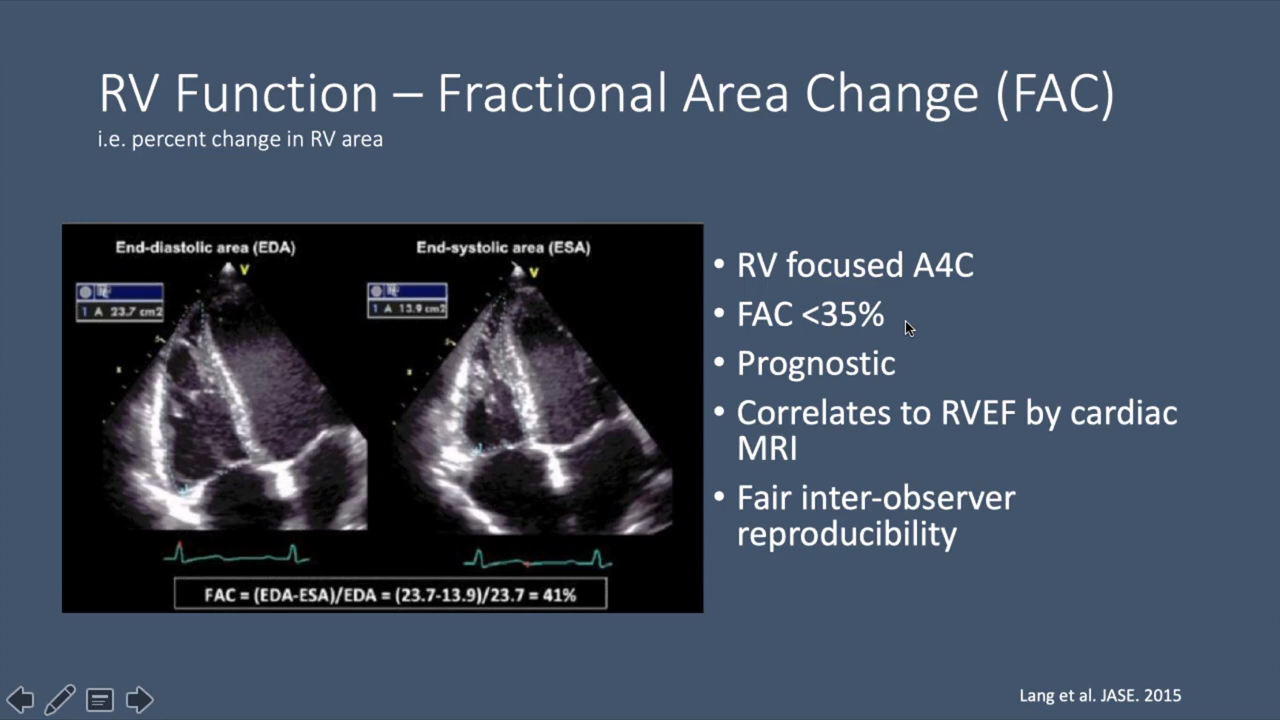 RV Function – Fractional Area Change (FAC)
i.e. percent change in RV area
End-diastolic area (EDA)
End-systolic area (ESA)
V
V
1 A 23.7 cm2
1 A 13.9 cm2
FAC = (EDA-ESA)/EDA = (23.7-13.9)/23.7 = 41%
• RV focused A4C
• FAC <35%
• Prognostic
• Correlates to RVEF by cardiac
MRI
• Fair inter-observer
reproducibility
Lang et al. JASE. 2015